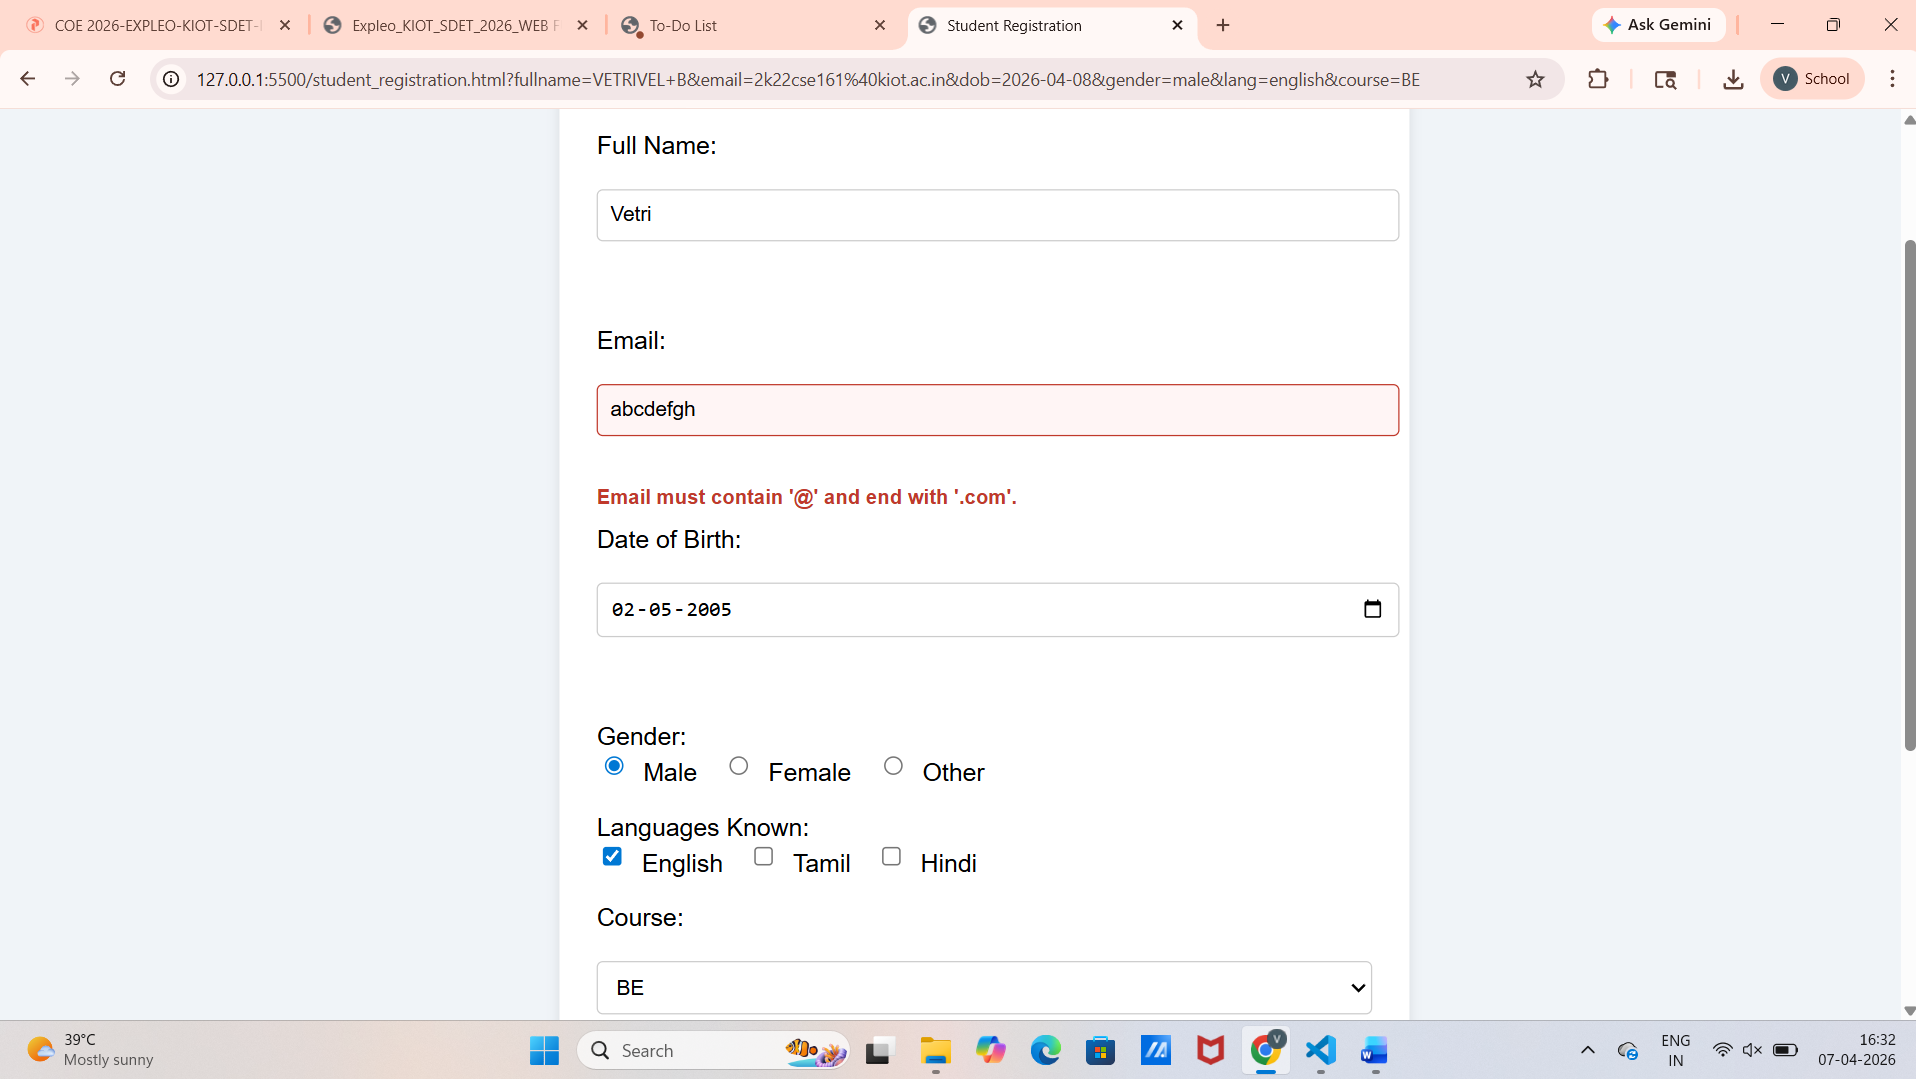 COE 2026-EXPLEO-KIOT-SDET-
Expleo_KIOT_SDET_2026_WEB F
To-Do List
Student Registration
Ask Gemini
127.0.0.1:5500/student_registration.html?fullname=VETRIVEL+B&email=2k22cse161%40kiot.ac.in&dob=2026-04-08&gender=male&lang=english&course=BE
V School
Full Name:
Vetri
Email:
abcdefgh
Email must contain '@' and end with '.com'.
Date of Birth:
02-05-2005
Gender:
Male Female Other
Languages Known:
English Tamil Hindi
Course:
BE
39°C
Mostly sunny
Search
V
W
ENG
IN
16:32
07-04-2026